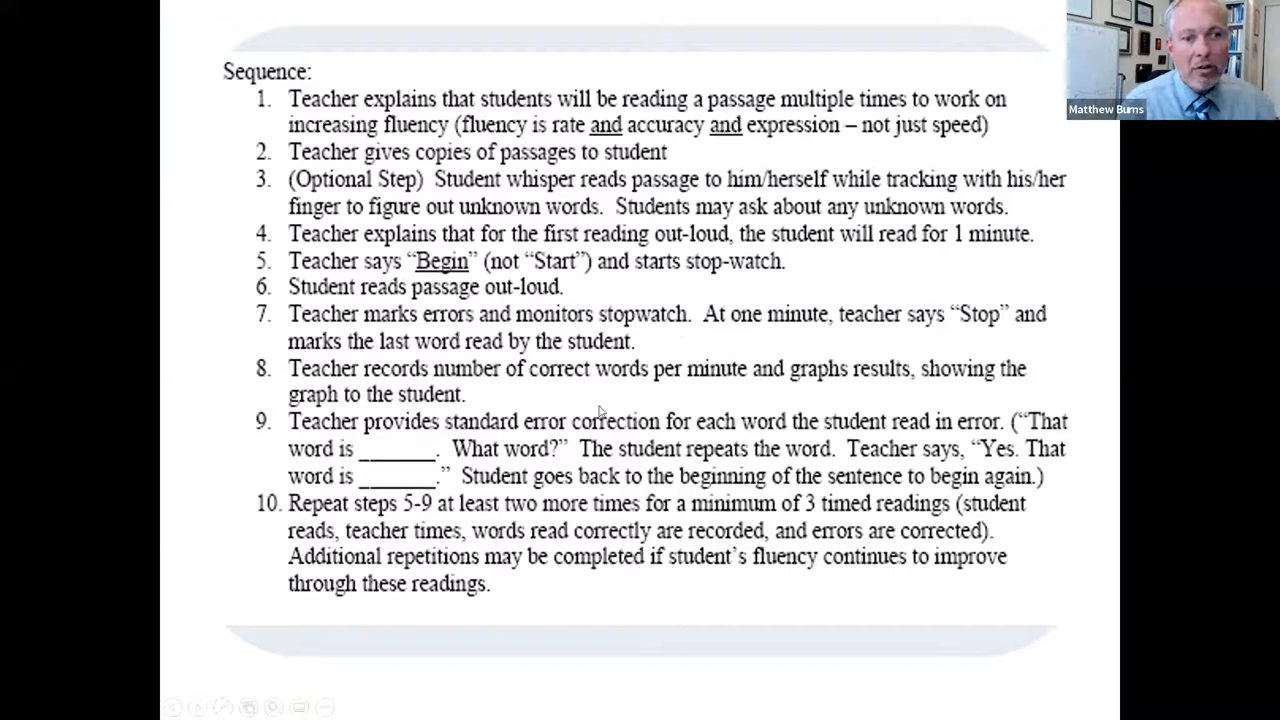 Sequence:
1. Teacher explains that students will be reading a passage multiple times to work on
increasing fluency (fluency is rate and accuracy and expression – not just speed)
2. Teacher gives copies of passages to student
3. (Optional Step) Student whisper reads passage to him/herself while tracking with his/her
finger to figure out unknown words. Students may ask about any unknown words.
4. Teacher explains that for the first reading out-loud, the student will read for 1 minute.
5. Teacher says “Begin” (not “Start”) and starts stop-watch.
6. Student reads passage out-loud.
7. Teacher marks errors and monitors stopwatch. At one minute, teacher says “Stop” and
marks the last word read by the student.
8. Teacher records number of correct words per minute and graphs results, showing the
graph to the student.
9. Teacher provides standard error correction for each word the student read in error. (“That
word is _______. What word?” The student repeats the word. Teacher says, “Yes. That
word is _______.” Student goes back to the beginning of the sentence to begin again.)
10. Repeat steps 5-9 at least two more times for a minimum of 3 timed readings (student
reads, teacher times, words read correctly are recorded, and errors are corrected).
Additional repetitions may be completed if student’s fluency continues to improve
through these readings.
Matthew Burns